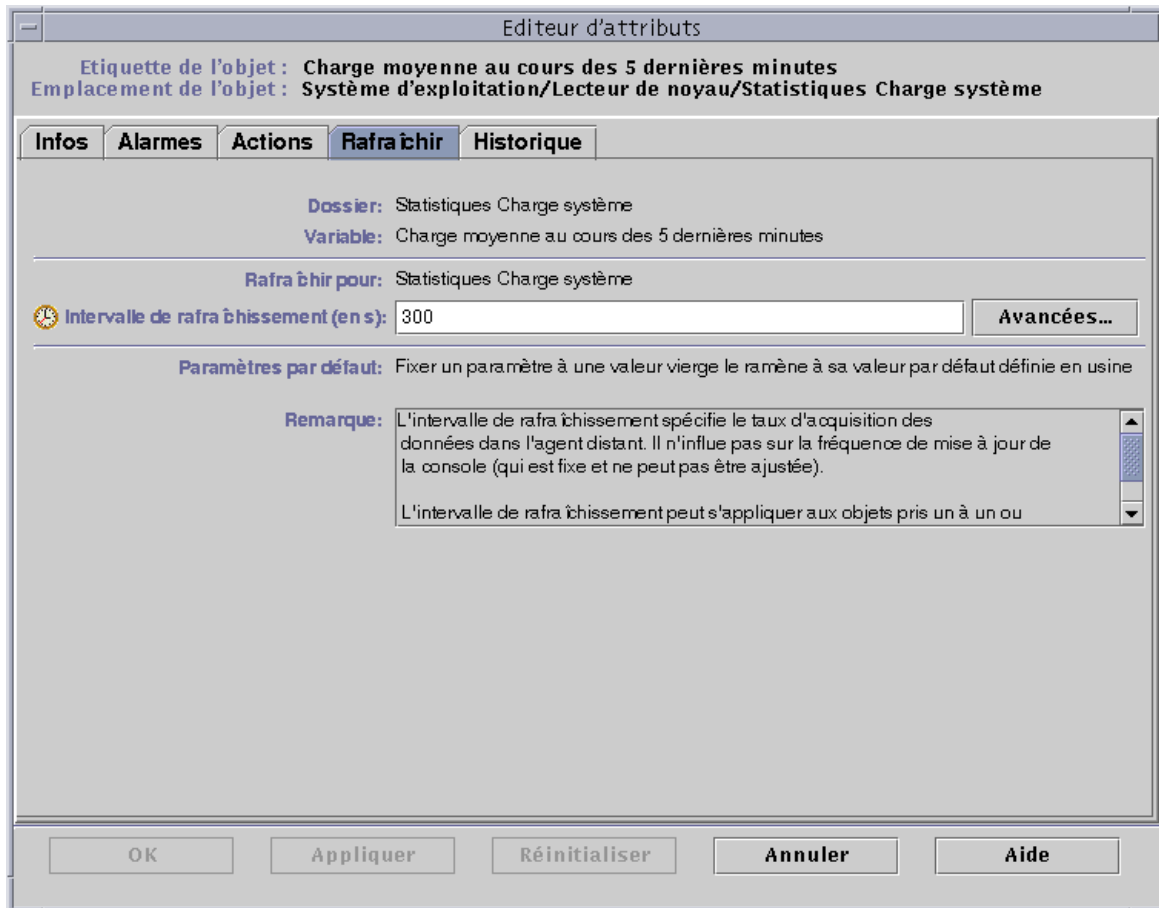 Editeur d'attributs
Etiquette de l'objet : Charge moyenne au cours des 5 dernières minutes
Emplacement de l'objet : Système d'exploitation/Lecteur de noyau/Statistiques Charge système
Infos Alarmes Actions Rafraîchir Historique
Dossier: Statistiques Charge système
Variable: Charge moyenne au cours des 5 dernières minutes
Rafraîchir pour: Statistiques Charge système
Intervalle de rafraîchissement (en s): 300 Avancées...
Paramètres par défaut: Fixer un paramètre à une valeur vierge le ramène à sa valeur par défaut définie en usine
Remarque: L'intervalle de rafraîchissement spécifie le taux d'acquisition des
données dans l'agent distant. Il n'influe pas sur la fréquence de mise à jour de
la console (qui est fixe et ne peut pas être ajustée).
L'intervalle de rafraîchissement peut s'appliquer aux objets pris un à un ou
OK Appliquer Réinitialiser Annuler Aide